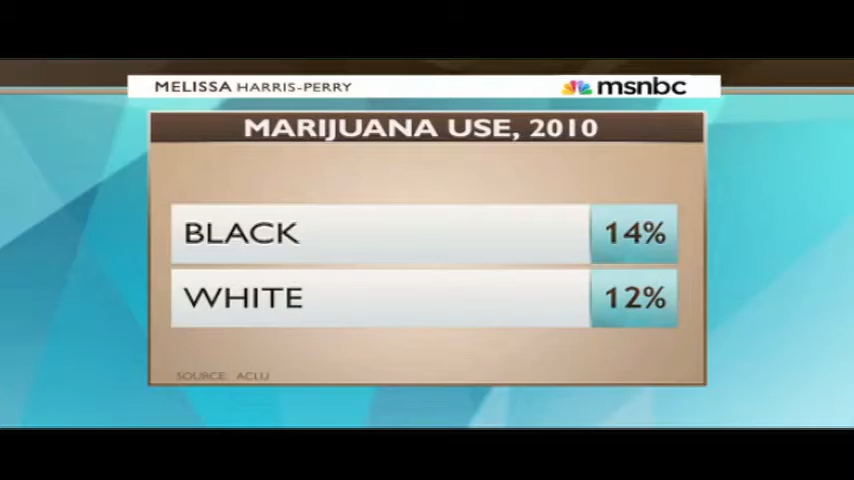 MELISSA HARRIS-PERRY msnbc
MARIJUANA USE, 2010
BLACK 14%
WHITE 12%
SOURCE: ACLU